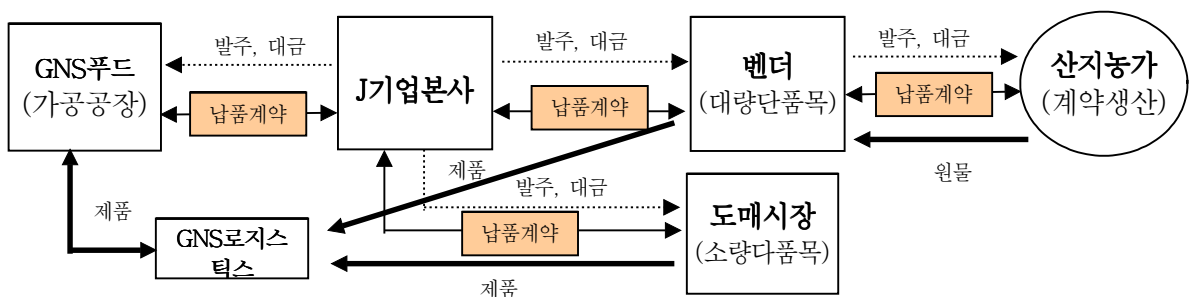 발주, 대금
발주, 대금
발주, 대금
GNS푸드
(가공공장)
납품계약
J기업본사
납품계약
벤더
(대량단품목)
납품계약
산지농가
(계약생산)
원물
제품
발주, 대금
제품
GNS로지스
틱스
납품계약
도매시장
(소량다품목)
제품